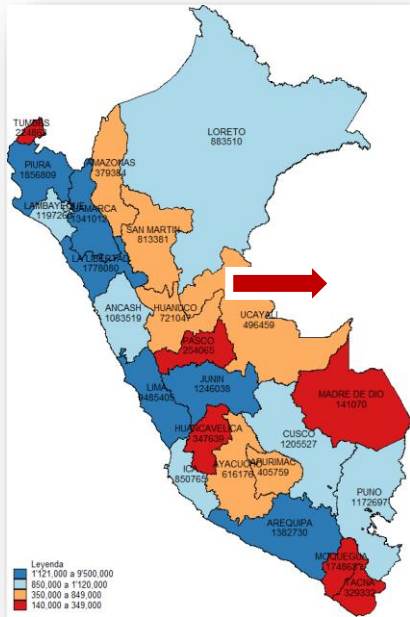 TUMBES
224863
LORETO
883510
PIURA
1856809
AMAZONAS
379384
LAMBAYEQUE
CAJAMARCA
1341012
SAN MARTIN
813381
LA LIBERTAD
1778080
ANCASH
1083519
HUANUCO
721047
UCAYALI
496459
PASCO
254065
LIMA
9485405
JUNIN
1246038
MADRE DE DIO
141070
HUANCAVELICA
347639
CUSCO
1205527
ICA
850765
AYACUCHO
616176
APURIMAC
405759
PUNO
1172697
AREQUIPA
1382730
MOQUEGUA
174863
TACNA
329332
Leyenda
1'121,000 a 9'500,000
850,000 a 1'120,000
350,000 a 849,000
140,000 a 349,000